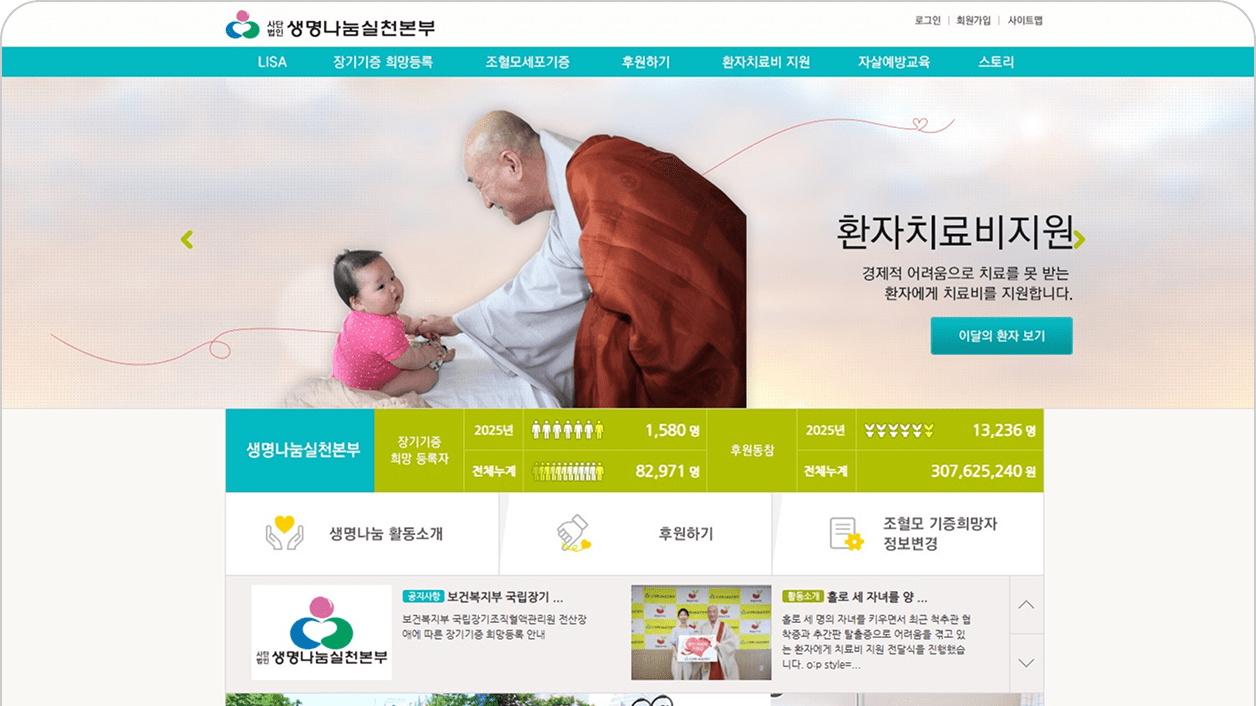 사단
법인 생명나눔실천본부
로그인 | 회원가입 | 사이트맵
LISA 장기기증 희망등록 조혈모세포기증 후원하기 환자치료비 지원 자살예방교육 스토리
환자치료비지원
경제적 어려움으로 치료를 못 받는
환자에게 치료비를 지원합니다.
이달의 환자 보기
생명나눔실천본부
장기기증
희망 등록자
2025년 1,580 명
전체누계 82,971 명
후원동참
2025년 13,236 명
전체누계 307,625,240 원
생명나눔 활동소개
후원하기
조혈모 기증희망자
정보변경
사단
법인 생명나눔실천본부
공지사항 보건복지부 국립장기 ...
보건복지부 국립장기조직혈액관리원 전산장
애에 따른 장기기증 희망등록 안내
활동소개 홀로 세 자녀를 양 ...
홀로 세 명의 자녀를 키우면서 최근 척추관 협
착증과 추간판 탈출증으로 어려움을 겪고 있
는 환자에게 치료비 지원 전달식을 진행했습
니다. o:p style=...